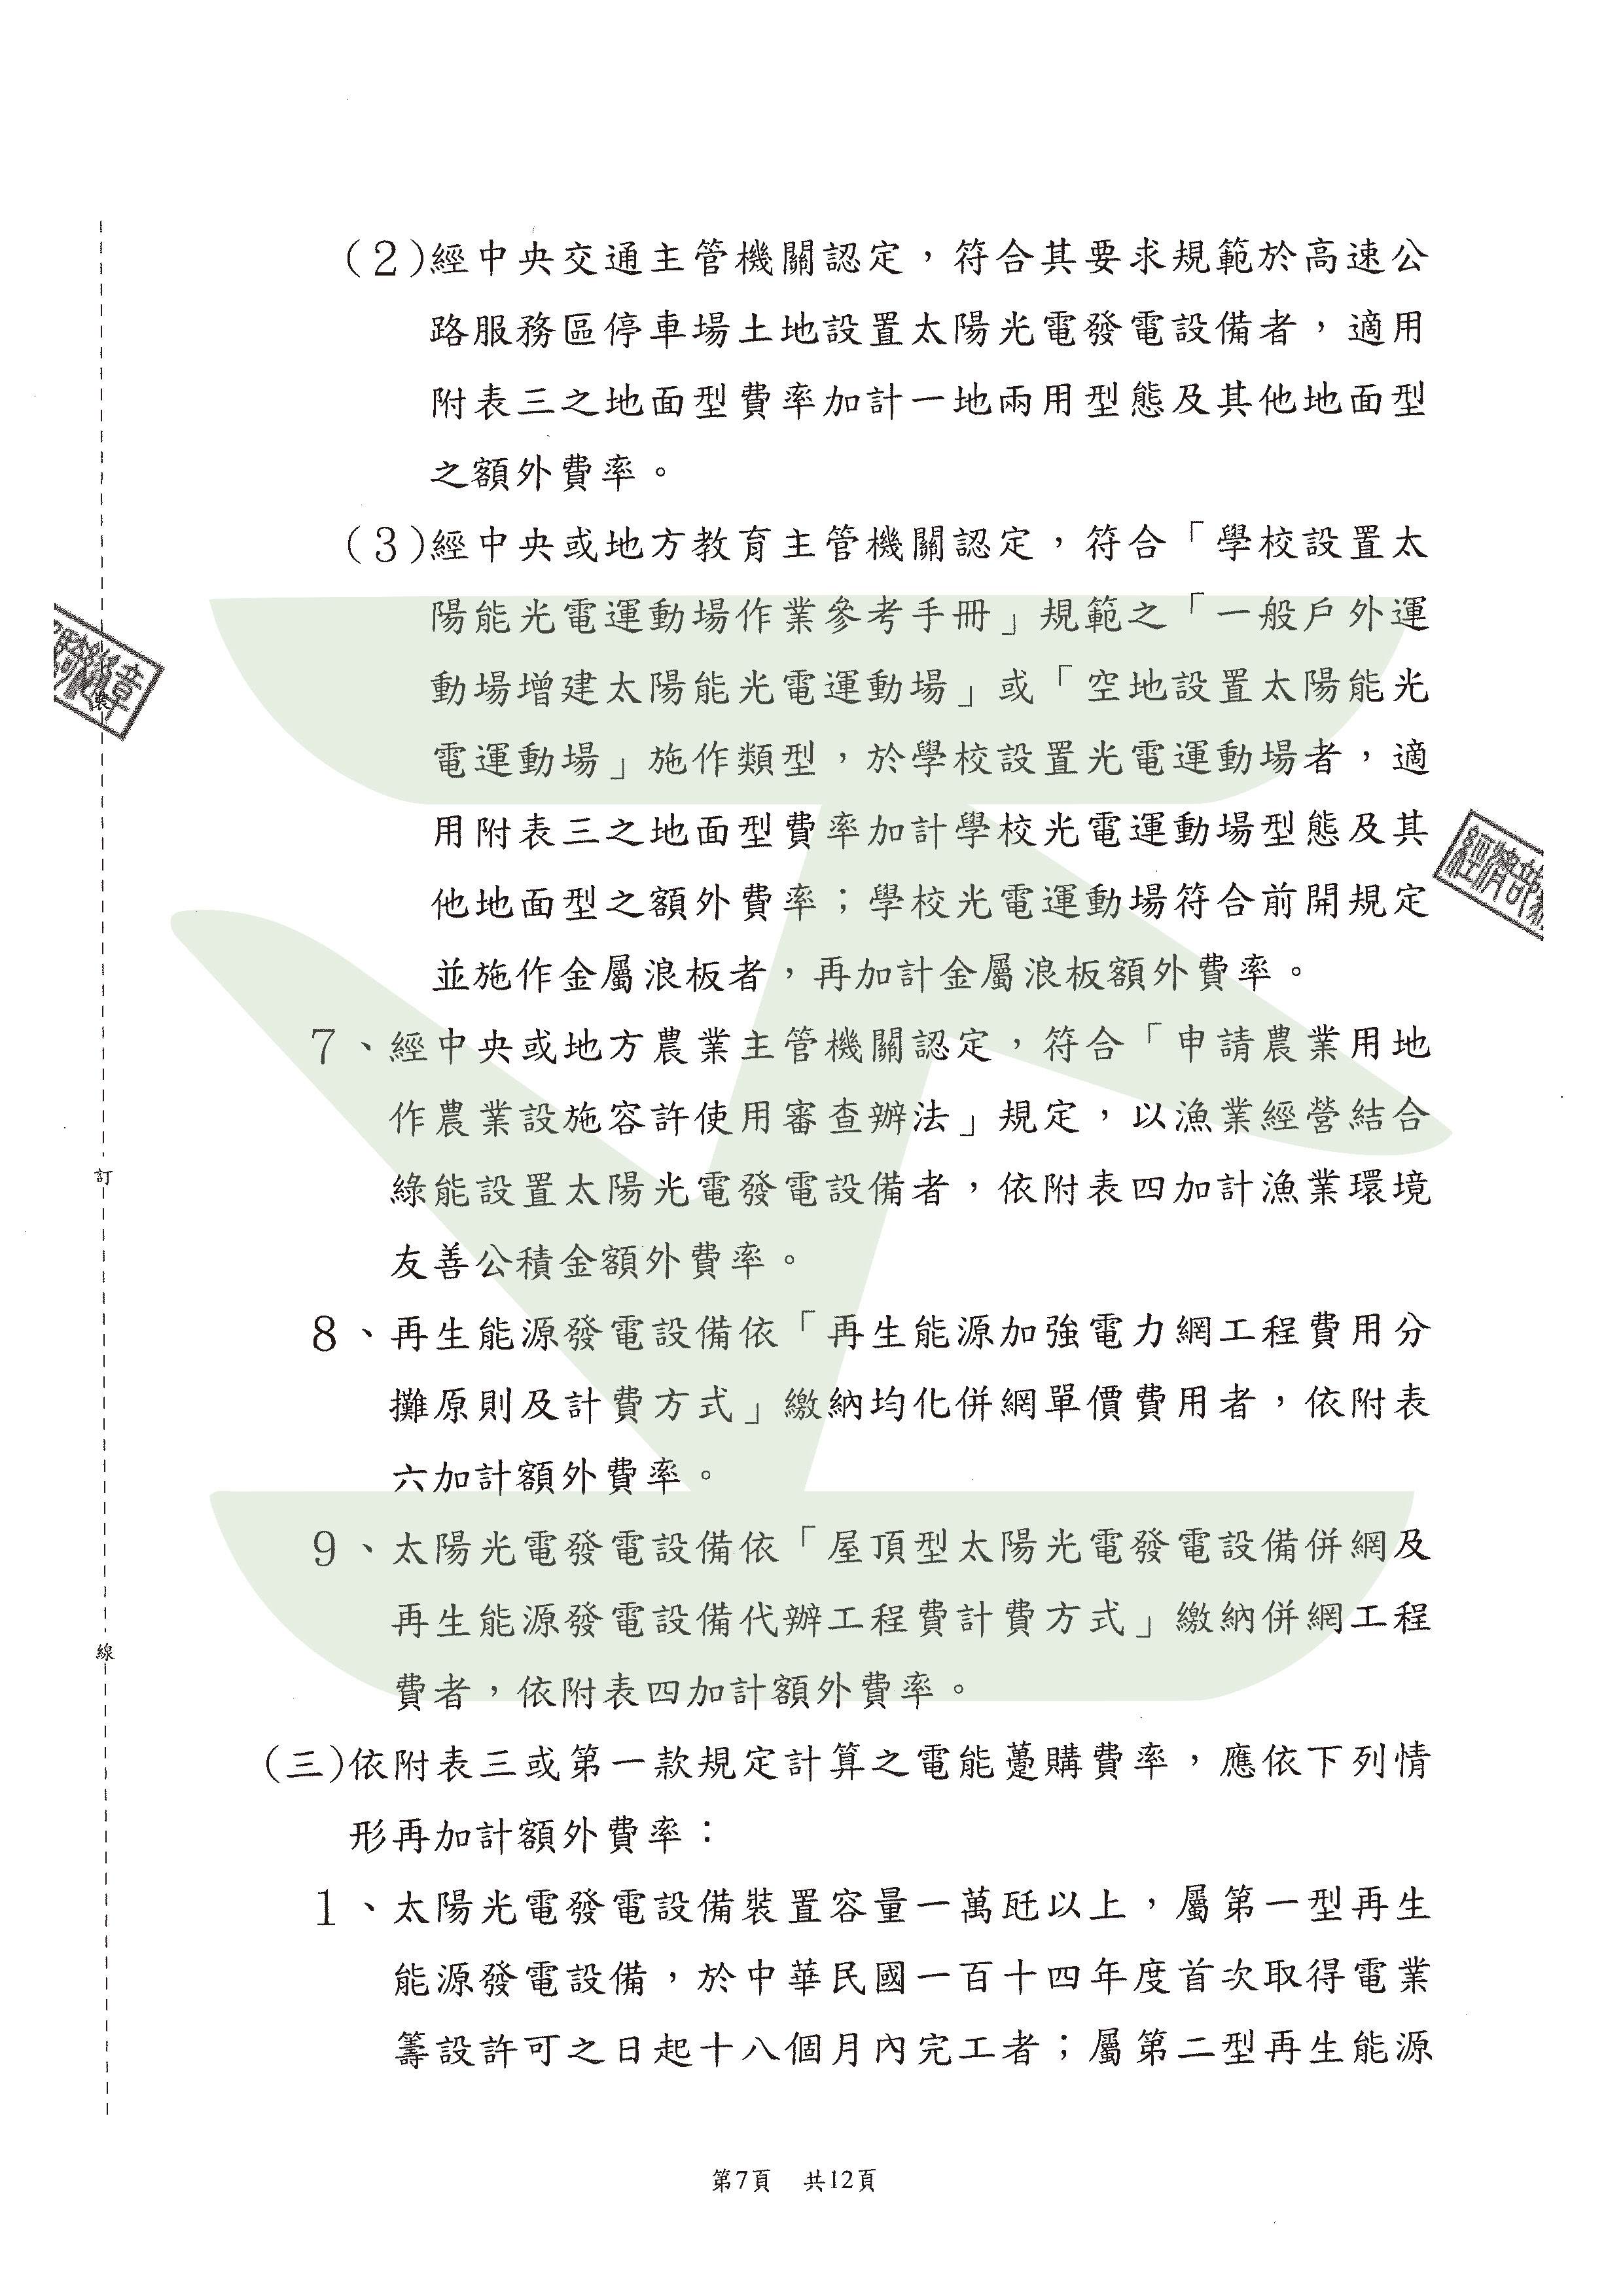 (2)經中央交通主管機關認定，符合其要求規範於高速公
路服務區停車場土地設置太陽光電發電設備者，適用
附表三之地面型費率加計一地兩用型態及其他地面型
之額外費率。
(3)經中央或地方教育主管機關認定，符合「學校設置太
陽能光電運動場作業參考手冊」規範之「一般戶外運
動場增建太陽能光電運動場」或「空地設置太陽能光
電運動場」施作類型，於學校設置光電運動場者，適
用附表三之地面型費率加計學校光電運動場型態及其
他地面型之額外費率；學校光電運動場符合前開規定
並施作金屬浪板者，再加計金屬浪板額外費率。
7、經中央或地方農業主管機關認定，符合「申請農業用地
作農業設施容許使用審查辦法」規定，以漁業經營結合
綠能設置太陽光電發電設備者，依附表四加計漁業環境
友善公積金額外費率。
8、再生能源發電設備依「再生能源加強電力網工程費用分
攤原則及計費方式」繳納均化併網單價費用者，依附表
六加計額外費率。
9、太陽光電發電設備依「屋頂型太陽光電發電設備併網及
再生能源發電設備代辦工程費計費方式」繳納併網工程
費者，依附表四加計額外費率。
(三)依附表三或第一款規定計算之電能躉購費率，應依下列情
形再加計額外費率：
1、太陽光電發電設備裝置容量一萬瓩以上，屬第一型再生
能源發電設備，於中華民國一百十四年度首次取得電業
籌設許可之日起十八個月內完工者；屬第二型再生能源
裝
訂
線
章
經濟部
第7頁 共12頁